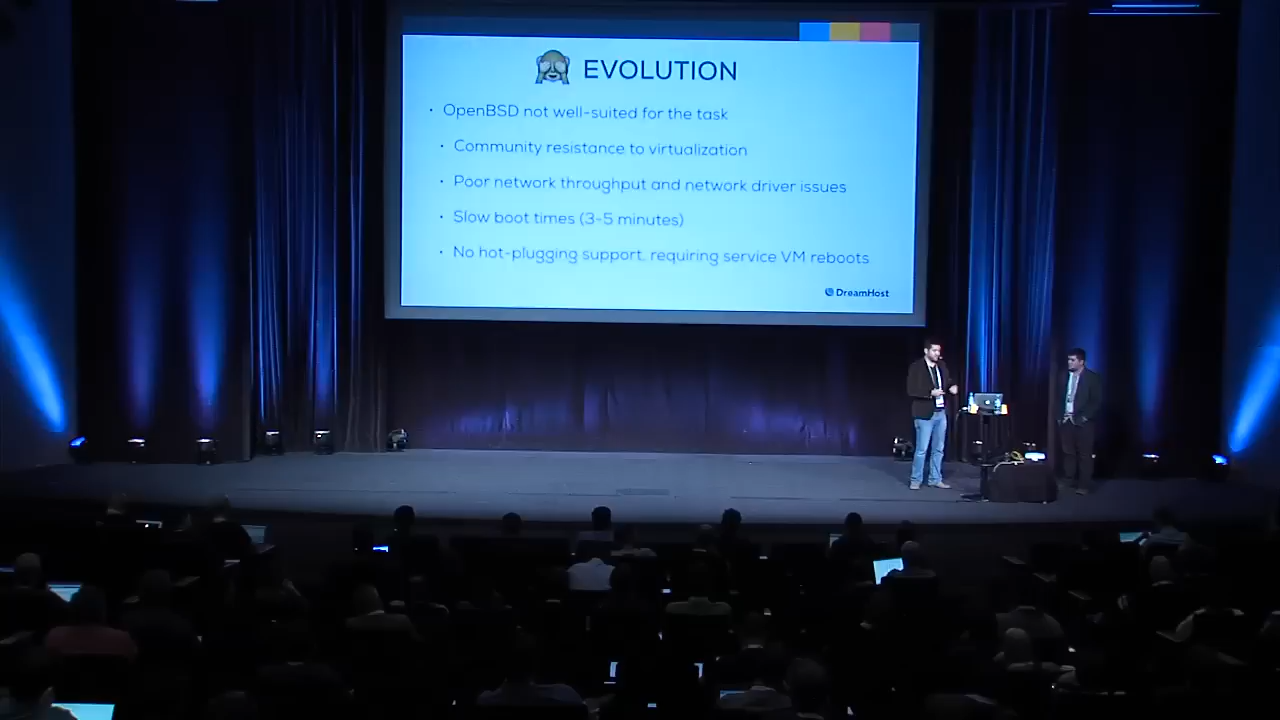 EVOLUTION
• OpenBSD not well-suited for the task
• Community resistance to virtualization
• Poor network throughput and network driver issues
• Slow boot times (3-5 minutes)
• No hot-plugging support, requiring service VM reboots
DreamHost